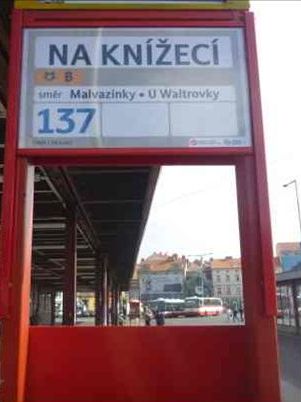 NA KNÍŽECÍ
B
směr Malvazinky • U Waltrovky
137